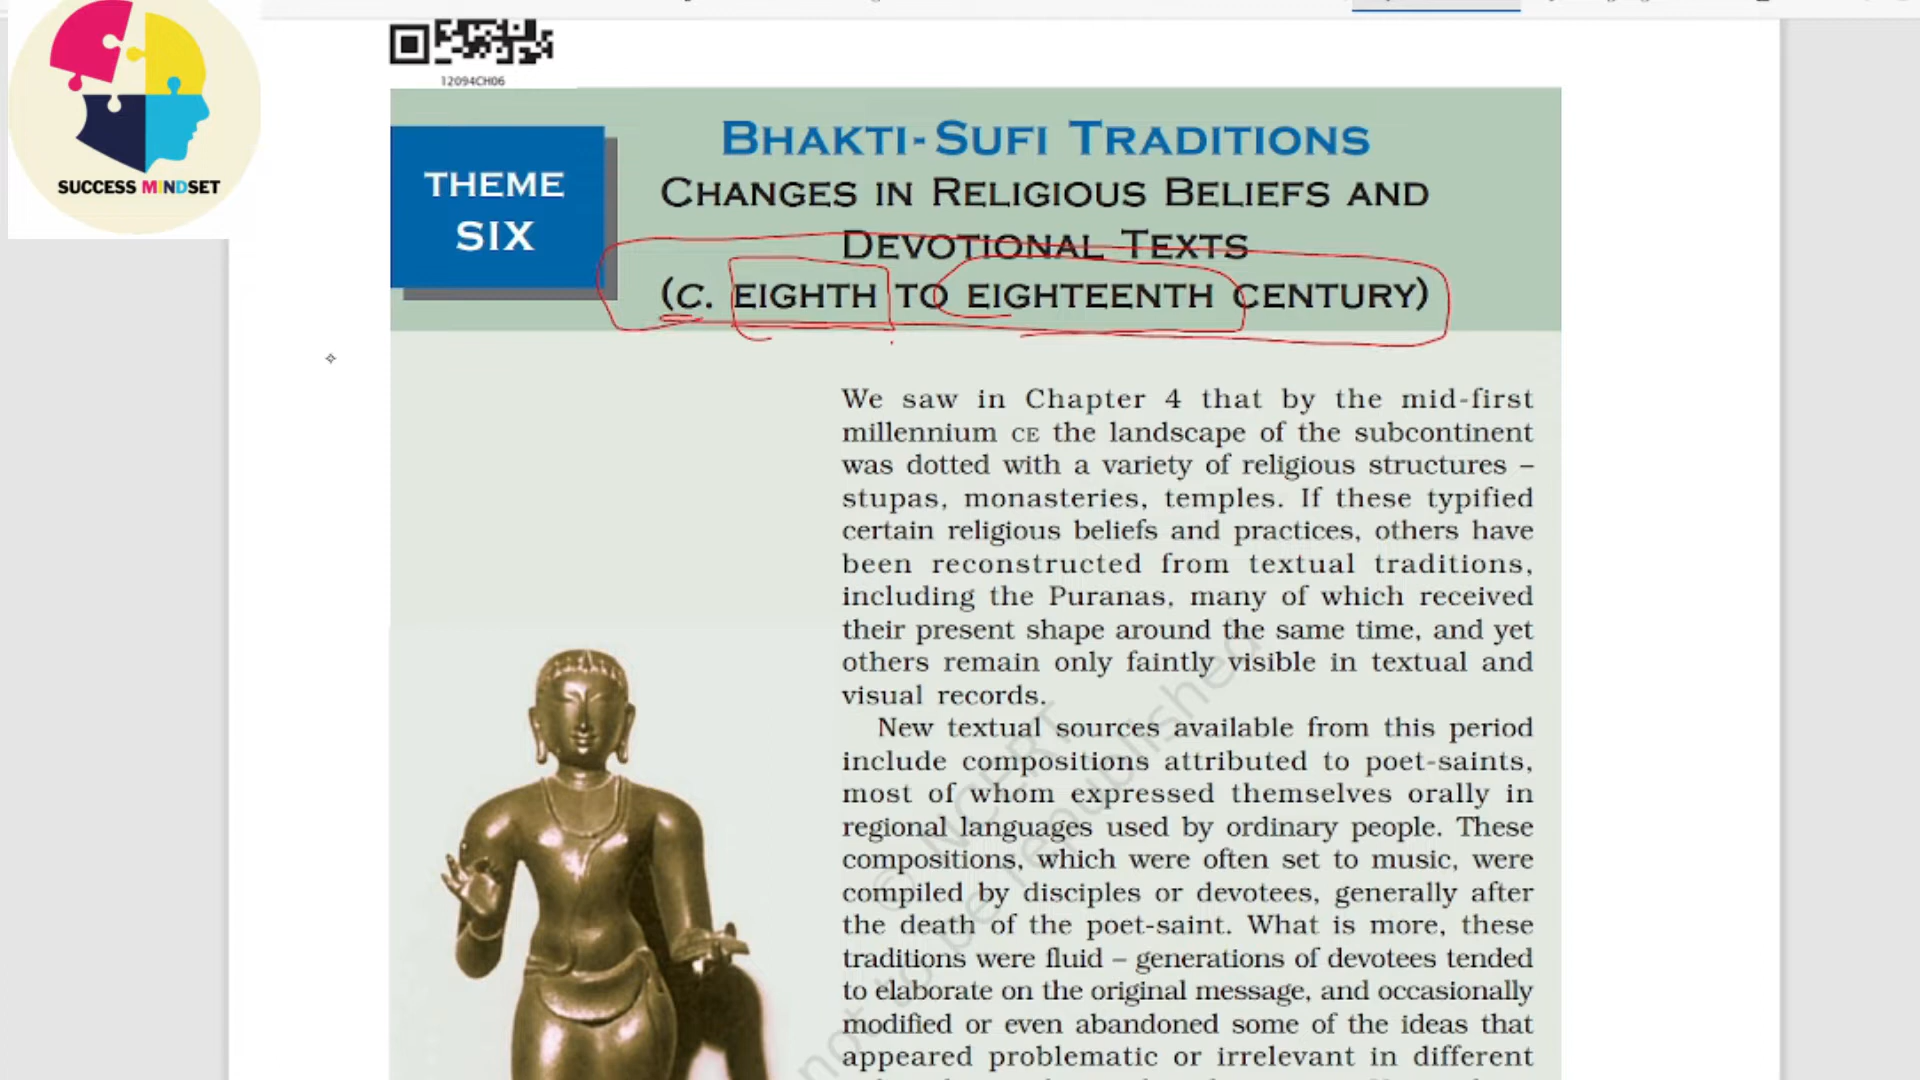 12094CH06
SUCCESS MINDSET
THEME
SIX
BHAKTI-SUFI TRADITIONS
CHANGES IN RELIGIOUS BELIEFS AND
DEVOTIONAL TEXTS
(C. EIGHTH TO EIGHTEENTH CENTURY)
We saw in Chapter 4 that by the mid-first
millennium CE the landscape of the subcontinent
was dotted with a variety of religious structures –
stupas, monasteries, temples. If these typified
certain religious beliefs and practices, others have
been reconstructed from textual traditions,
including the Puranas, many of which received
their present shape around the same time, and yet
others remain only faintly visible in textual and
visual records.
New textual sources available from this period
include compositions attributed to poet-saints,
most of whom expressed themselves orally in
regional languages used by ordinary people. These
compositions, which were often set to music, were
compiled by disciples or devotees, generally after
the death of the poet-saint. What is more, these
traditions were fluid – generations of devotees tended
to elaborate on the original message, and occasionally
modified or even abandoned some of the ideas that
appeared problematic or irrelevant in different
© NCERT
not to be republished